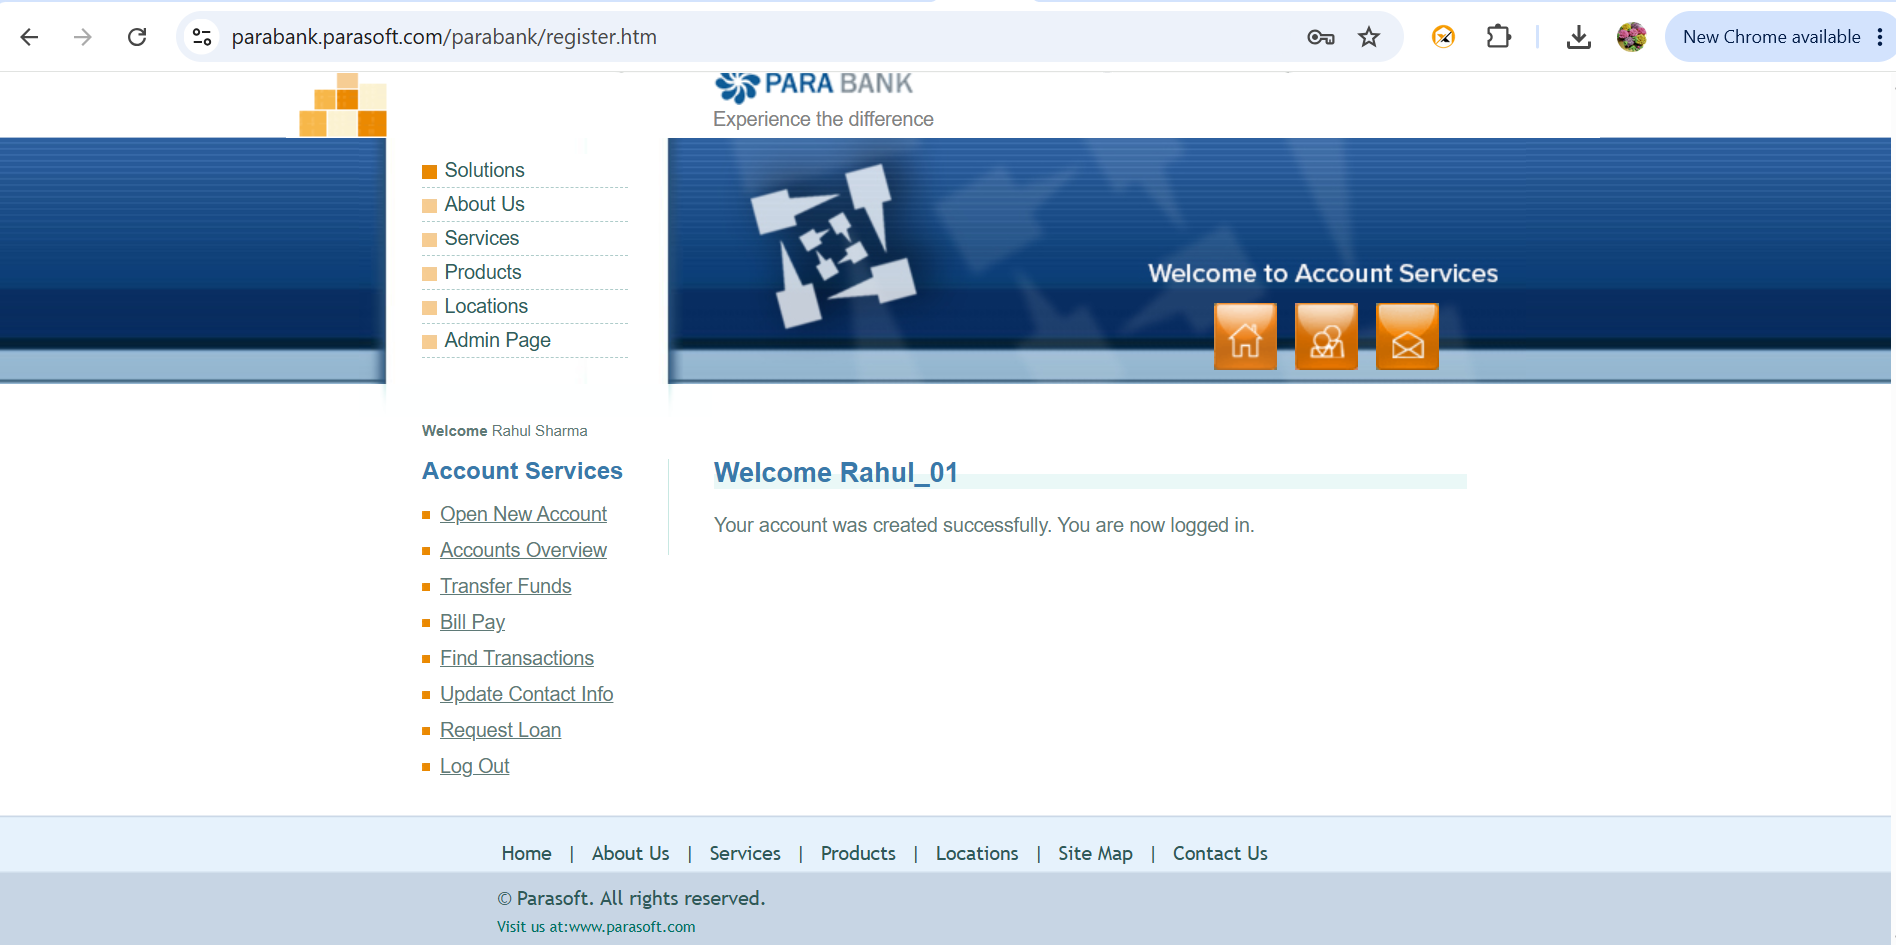 parabank.parasoft.com/parabank/register.htm
New Chrome available
PARA BANK
Experience the difference
Solutions
About Us
Services
Products
Locations
Admin Page
Welcome to Account Services
Welcome Rahul Sharma
Account Services
Open New Account
Accounts Overview
Transfer Funds
Bill Pay
Find Transactions
Update Contact Info
Request Loan
Log Out
Welcome Rahul_01
Your account was created successfully. You are now logged in.
Home | About Us | Services | Products | Locations | Site Map | Contact Us
© Parasoft. All rights reserved.
Visit us at:www.parasoft.com